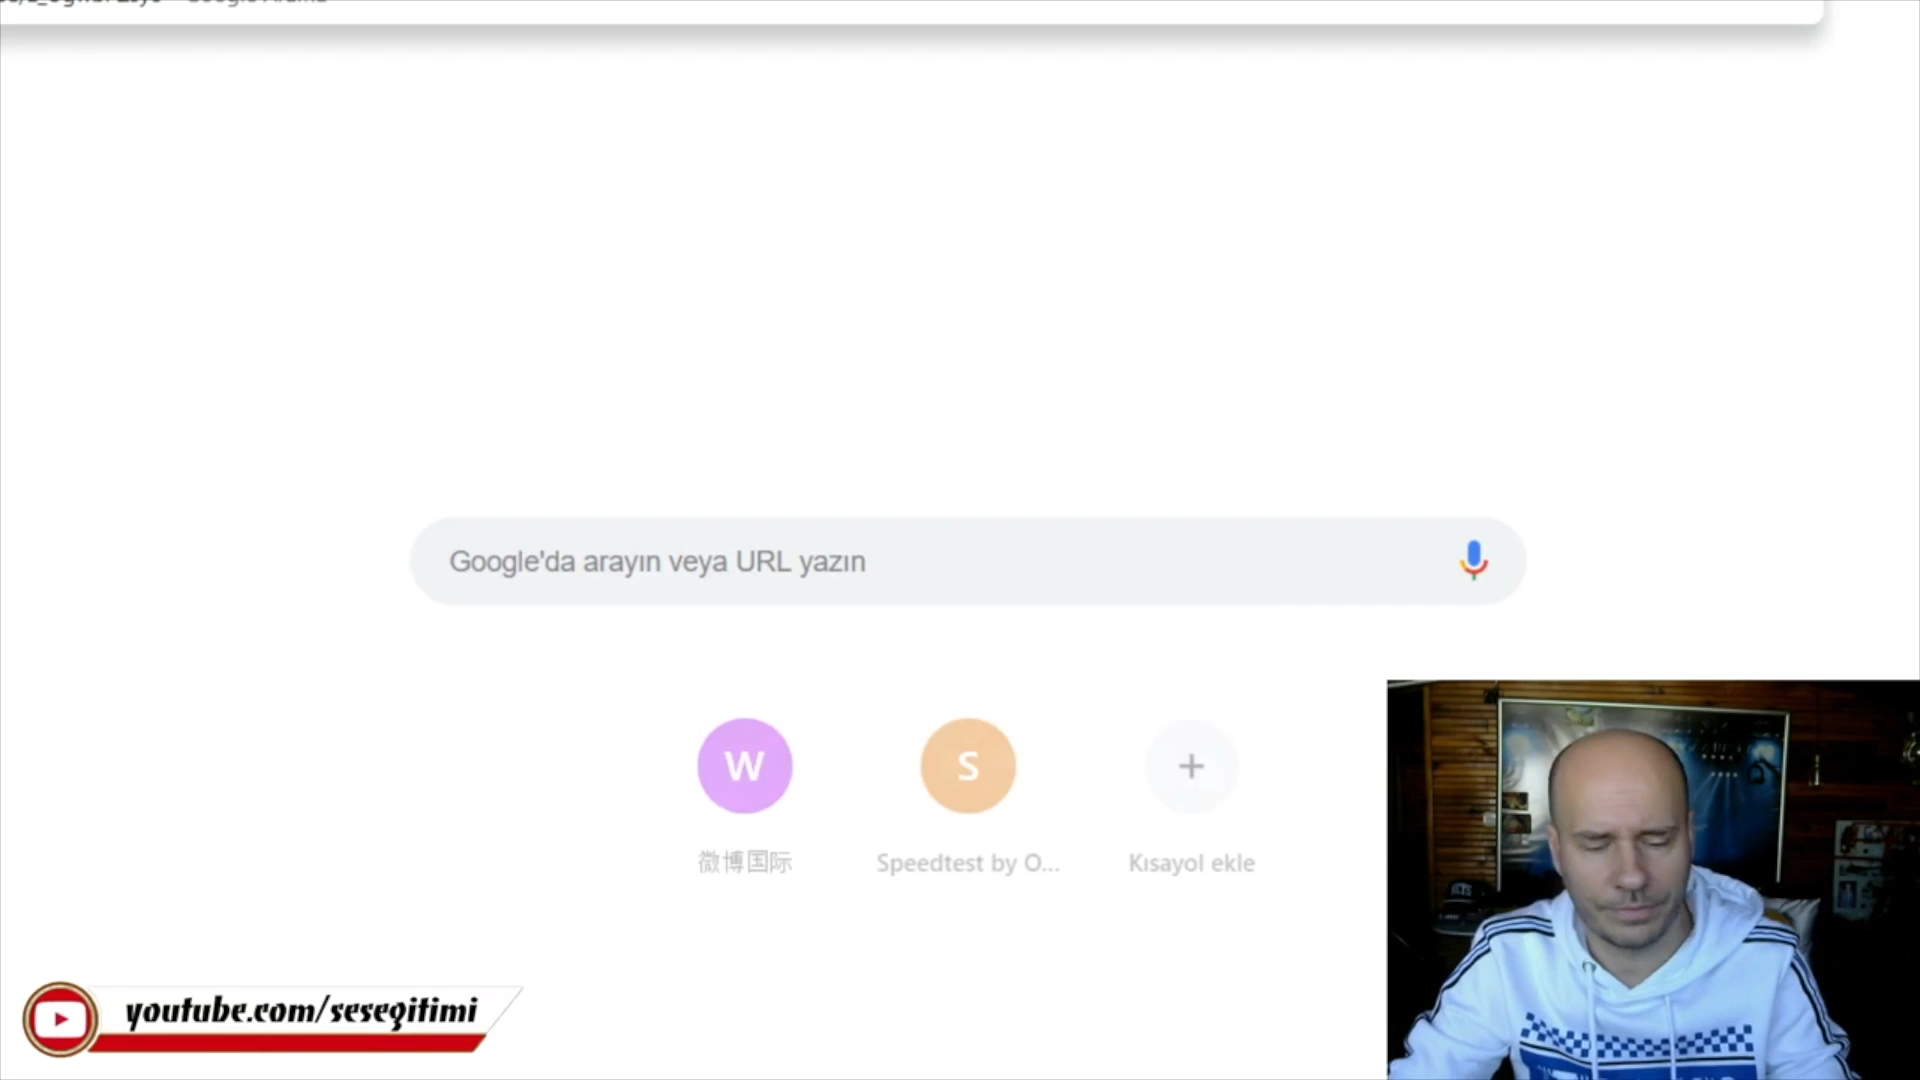 Google'da arayın veya URL yazın
W
S
微博国际
Speedtest by O...
Kısayol ekle
youtube.com/sesegitimi